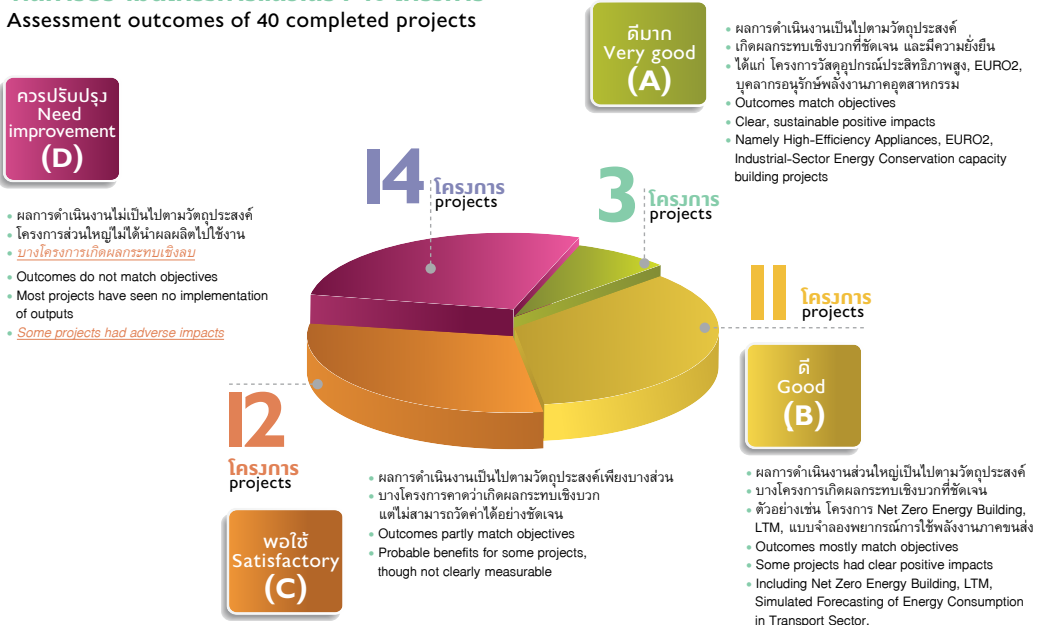 Assessment outcomes of 40 completed projects
ควรปรับปรุง
Need
improvement
(D)
• ผลการดำเนินงานไม่เป็นไปตามวัตถุประสงค์
• โครงการส่วนใหญ่ไม่ได้นำผลผลิตไปใช้งาน
• บางโครงการเกิดผลกระทบเชิงลบ
• Outcomes do not match objectives
• Most projects have seen no implementation
of outputs
• Some projects had adverse impacts
14 โครงการ
projects
ดีมาก
Very good
(A)
• ผลการดำเนินงานเป็นไปตามวัตถุประสงค์
• เกิดผลกระทบเชิงบวกที่ชัดเจน และมีความยั่งยืน
• ได้แก่ โครงการวัสดุอุปกรณ์ประสิทธิภาพสูง, EURO2,
บุคลากรอนุรักษ์พลังงานภาคอุตสาหกรรม
• Outcomes match objectives
• Clear, sustainable positive impacts
• Namely High-Efficiency Appliances, EURO2,
Industrial-Sector Energy Conservation capacity
building projects
3 โครงการ
projects
11 โครงการ
projects
ดี
Good
(B)
• ผลการดำเนินงานส่วนใหญ่เป็นไปตามวัตถุประสงค์
• บางโครงการเกิดผลกระทบเชิงบวกที่ชัดเจน
• ตัวอย่างเช่น โครงการ Net Zero Energy Building,
LTM, แบบจำลองพยากรณ์การใช้พลังงานภาคขนส่ง
• Outcomes mostly match objectives
• Some projects had clear positive impacts
• Including Net Zero Energy Building, LTM,
Simulated Forecasting of Energy Consumption
in Transport Sector.
12
โครงการ
projects
พอใช้
Satisfactory
(C)
• ผลการดำเนินงานเป็นไปตามวัตถุประสงค์เพียงบางส่วน
• บางโครงการคาดว่าเกิดผลกระทบเชิงบวก
แต่ไม่สามารถวัดค่าได้อย่างชัดเจน
• Outcomes partly match objectives
• Probable benefits for some projects,
though not clearly measurable